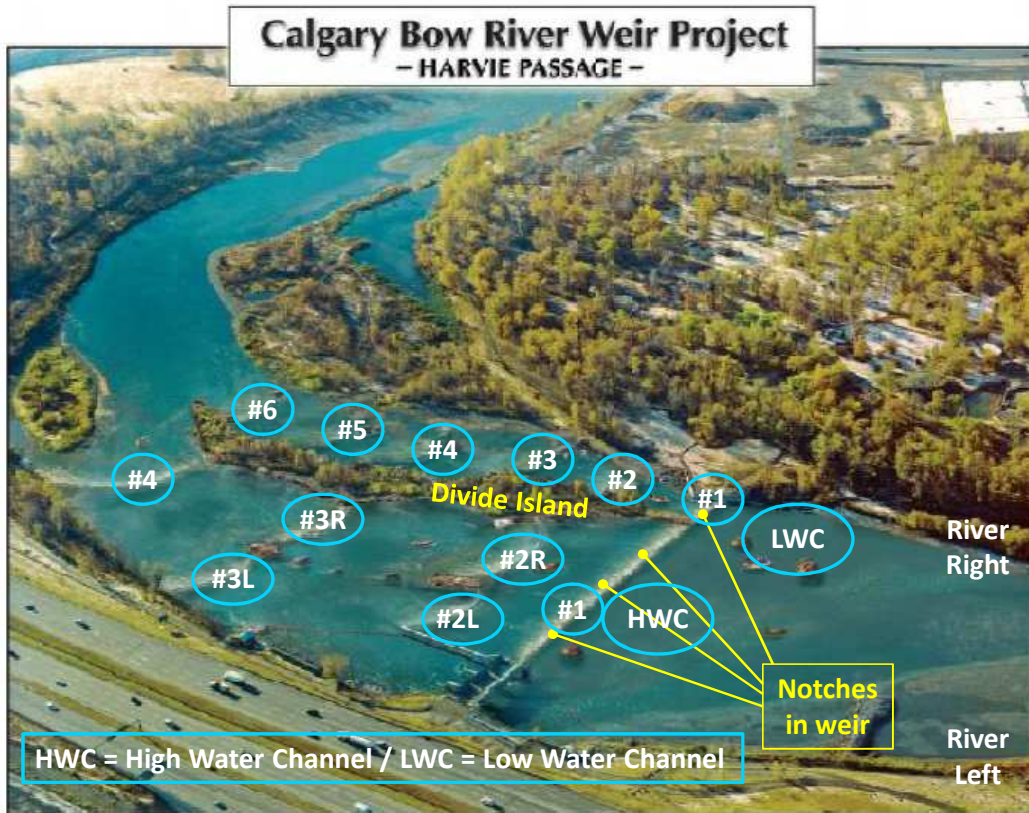 Calgary Bow River Weir Project
– HARVIE PASSAGE –
#6
#5
#4
#3
#2
#1
LWC
River
Right
Divide Island
#4
#3R
#3L
#2R
#2L
#1
HWC
Notches
in weir
River
Left
HWC = High Water Channel / LWC = Low Water Channel